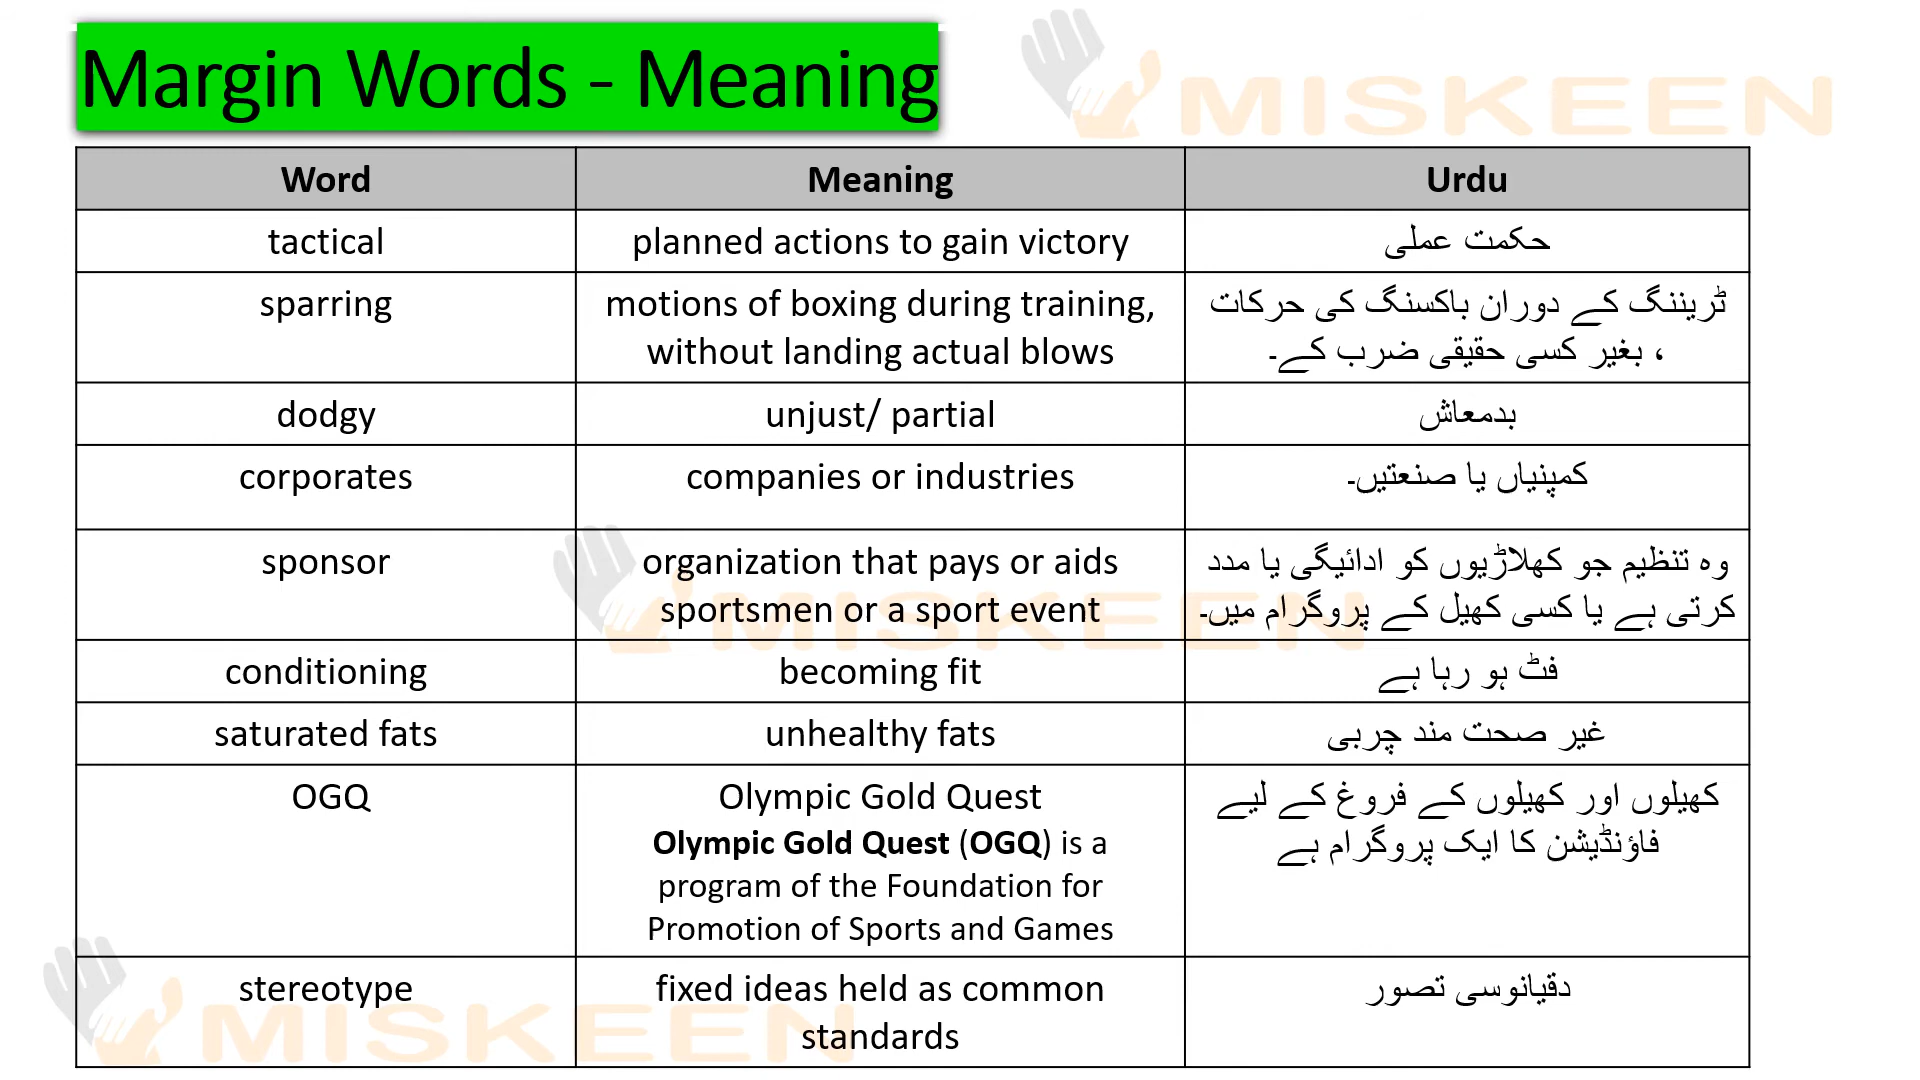 Margin Words - Meaning
MISKEEN
Word Meaning Urdu
tactical planned actions to gain victory حکمت عملی
sparring motions of boxing during training, ٹریننگ کے دوران باکسنگ کی حرکات
without landing actual blows ، بغیر کسی حقیقی ضرب کے۔
dodgy unjust/ partial بدمعاش
corporates companies or industries کمپنیاں یا صنعتیں۔
sponsor organization that pays or aids وہ تنظیم جو کھلاڑیوں کو ادائیگی یا مدد
sportsmen or a sport event کرتی ہے یا کسی کھیل کے پروگرام میں۔
MISKEEN
conditioning becoming fit فٹ ہو رہا ہے
saturated fats unhealthy fats غیر صحت مند چربی
OGQ Olympic Gold Quest کھیلوں اور کھیلوں کے فروغ کے لیے
Olympic Gold Quest (OGQ) is a فاؤنڈیشن کا ایک پروگرام ہے
program of the Foundation for
Promotion of Sports and Games
stereotype fixed ideas held as common دقیانوسی تصور
standards
MISKEEN